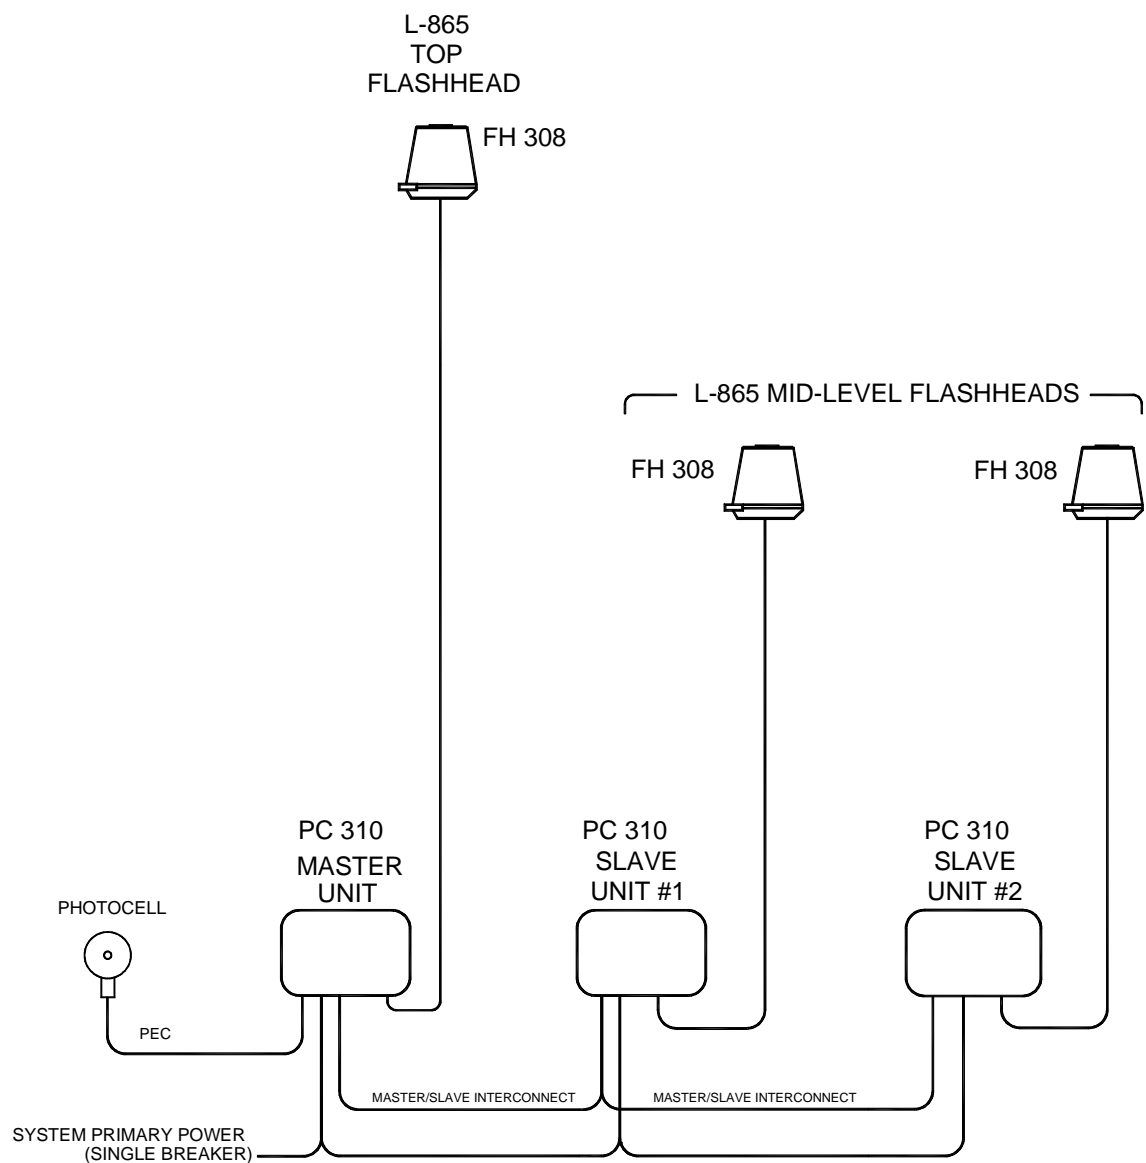 L-865
TOP
FLASHHEAD
FH 308
L-865 MID-LEVEL FLASHHEADS
FH 308
FH 308
PC 310
MASTER
UNIT
PC 310
SLAVE
UNIT #1
PC 310
SLAVE
UNIT #2
PHOTOCELL
PEC
MASTER/SLAVE INTERCONNECT
MASTER/SLAVE INTERCONNECT
SYSTEM PRIMARY POWER
(SINGLE BREAKER)